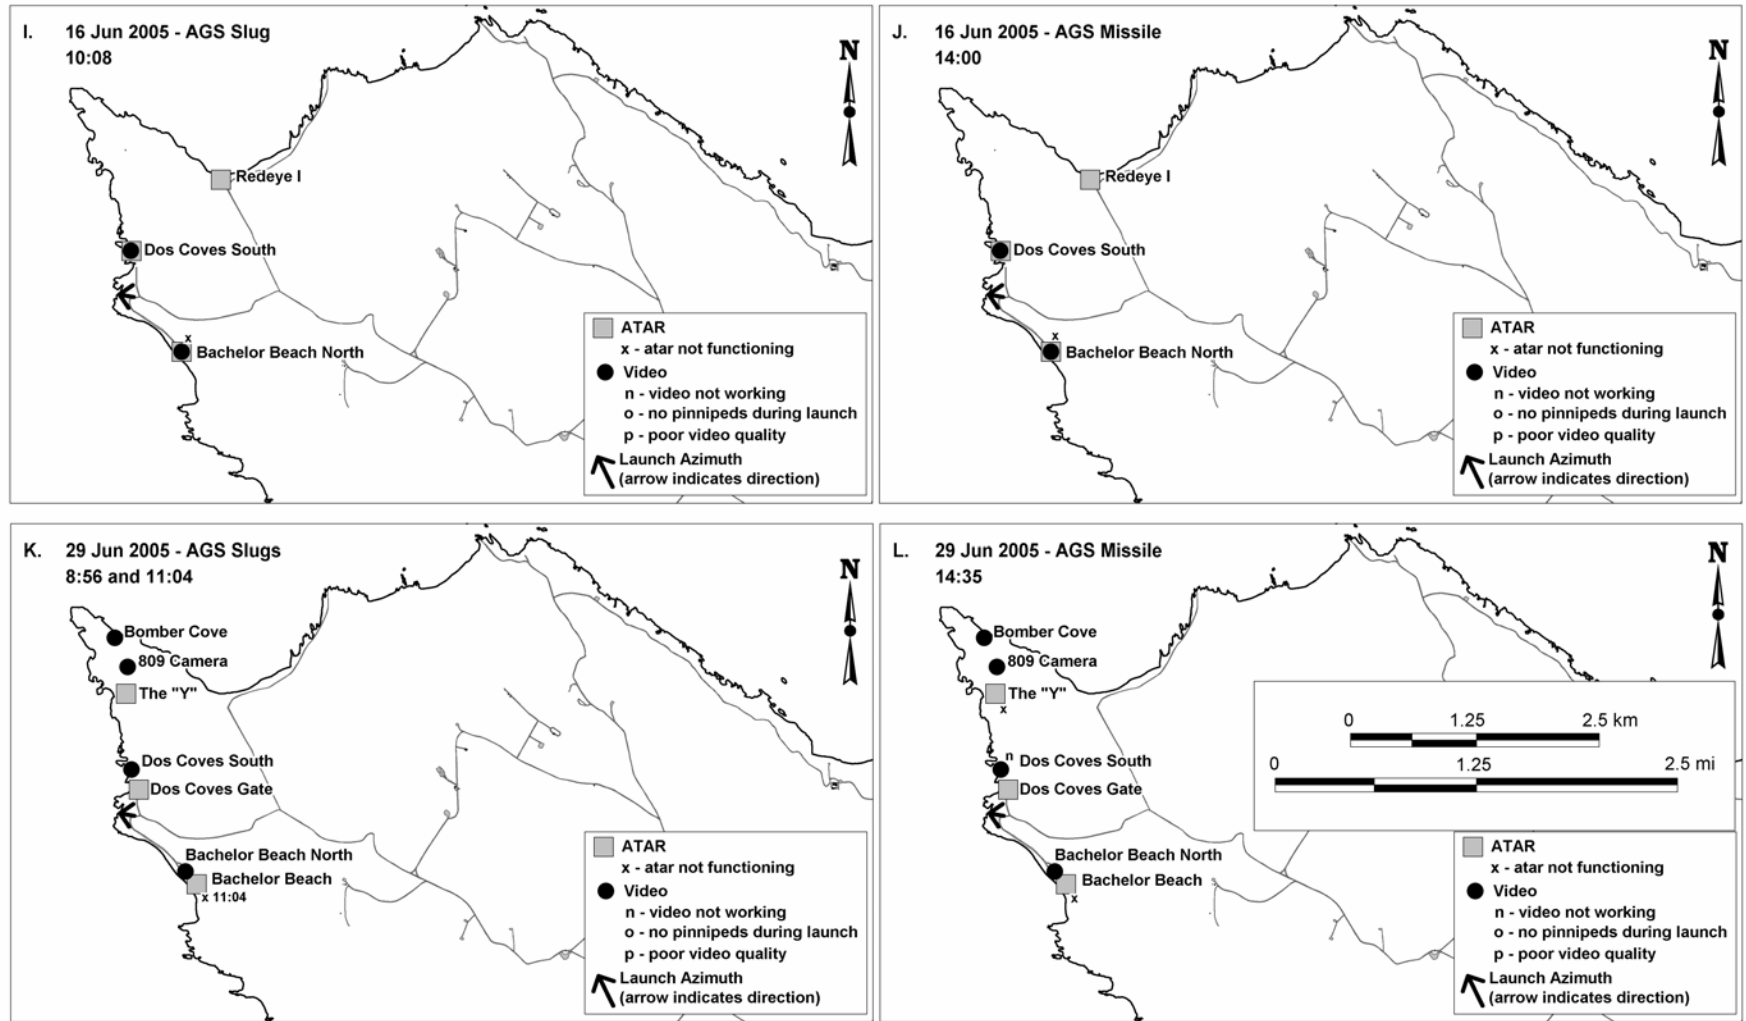 I. 16 Jun 2005 - AGS Slug
10:08
N
Redeye I
Dos Coves South
x
Bachelor Beach North
ATAR
x - atar not functioning
Video
n - video not working
o - no pinnipeds during launch
p - poor video quality
Launch Azimuth
(arrow indicates direction)
J. 16 Jun 2005 - AGS Missile
14:00
N
Redeye I
Dos Coves South
x
Bachelor Beach North
ATAR
x - atar not functioning
Video
n - video not working
o - no pinnipeds during launch
p - poor video quality
Launch Azimuth
(arrow indicates direction)
K. 29 Jun 2005 - AGS Slugs
8:56 and 11:04
N
Bomber Cove
809 Camera
The "Y"
Dos Coves South
Dos Coves Gate
Bachelor Beach North
Bachelor Beach
x 11:04
ATAR
x - atar not functioning
Video
n - video not working
o - no pinnipeds during launch
p - poor video quality
Launch Azimuth
(arrow indicates direction)
L. 29 Jun 2005 - AGS Missile
14:35
N
Bomber Cove
809 Camera
The "Y"
x
n Dos Coves South
Dos Coves Gate
Bachelor Beach North
Bachelor Beach
x
0 1.25 2.5 km
0 1.25 2.5 mi
ATAR
x - atar not functioning
Video
n - video not working
o - no pinnipeds during launch
p - poor video quality
Launch Azimuth
(arrow indicates direction)